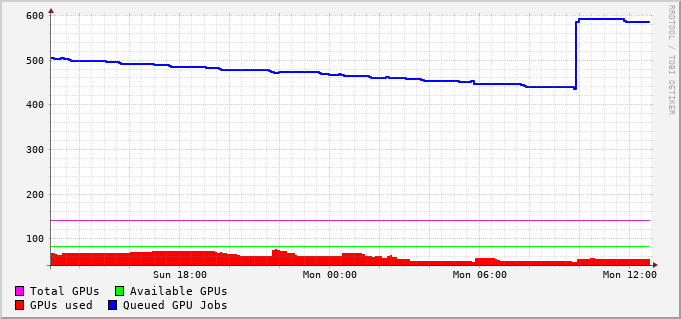 600
500
400
300
200
100
Sun 18:00 Mon 00:00 Mon 06:00 Mon 12:00
Total GPUs Available GPUs
GPUs used Queued GPU Jobs
RRDTOOL / TOBI OETIKER